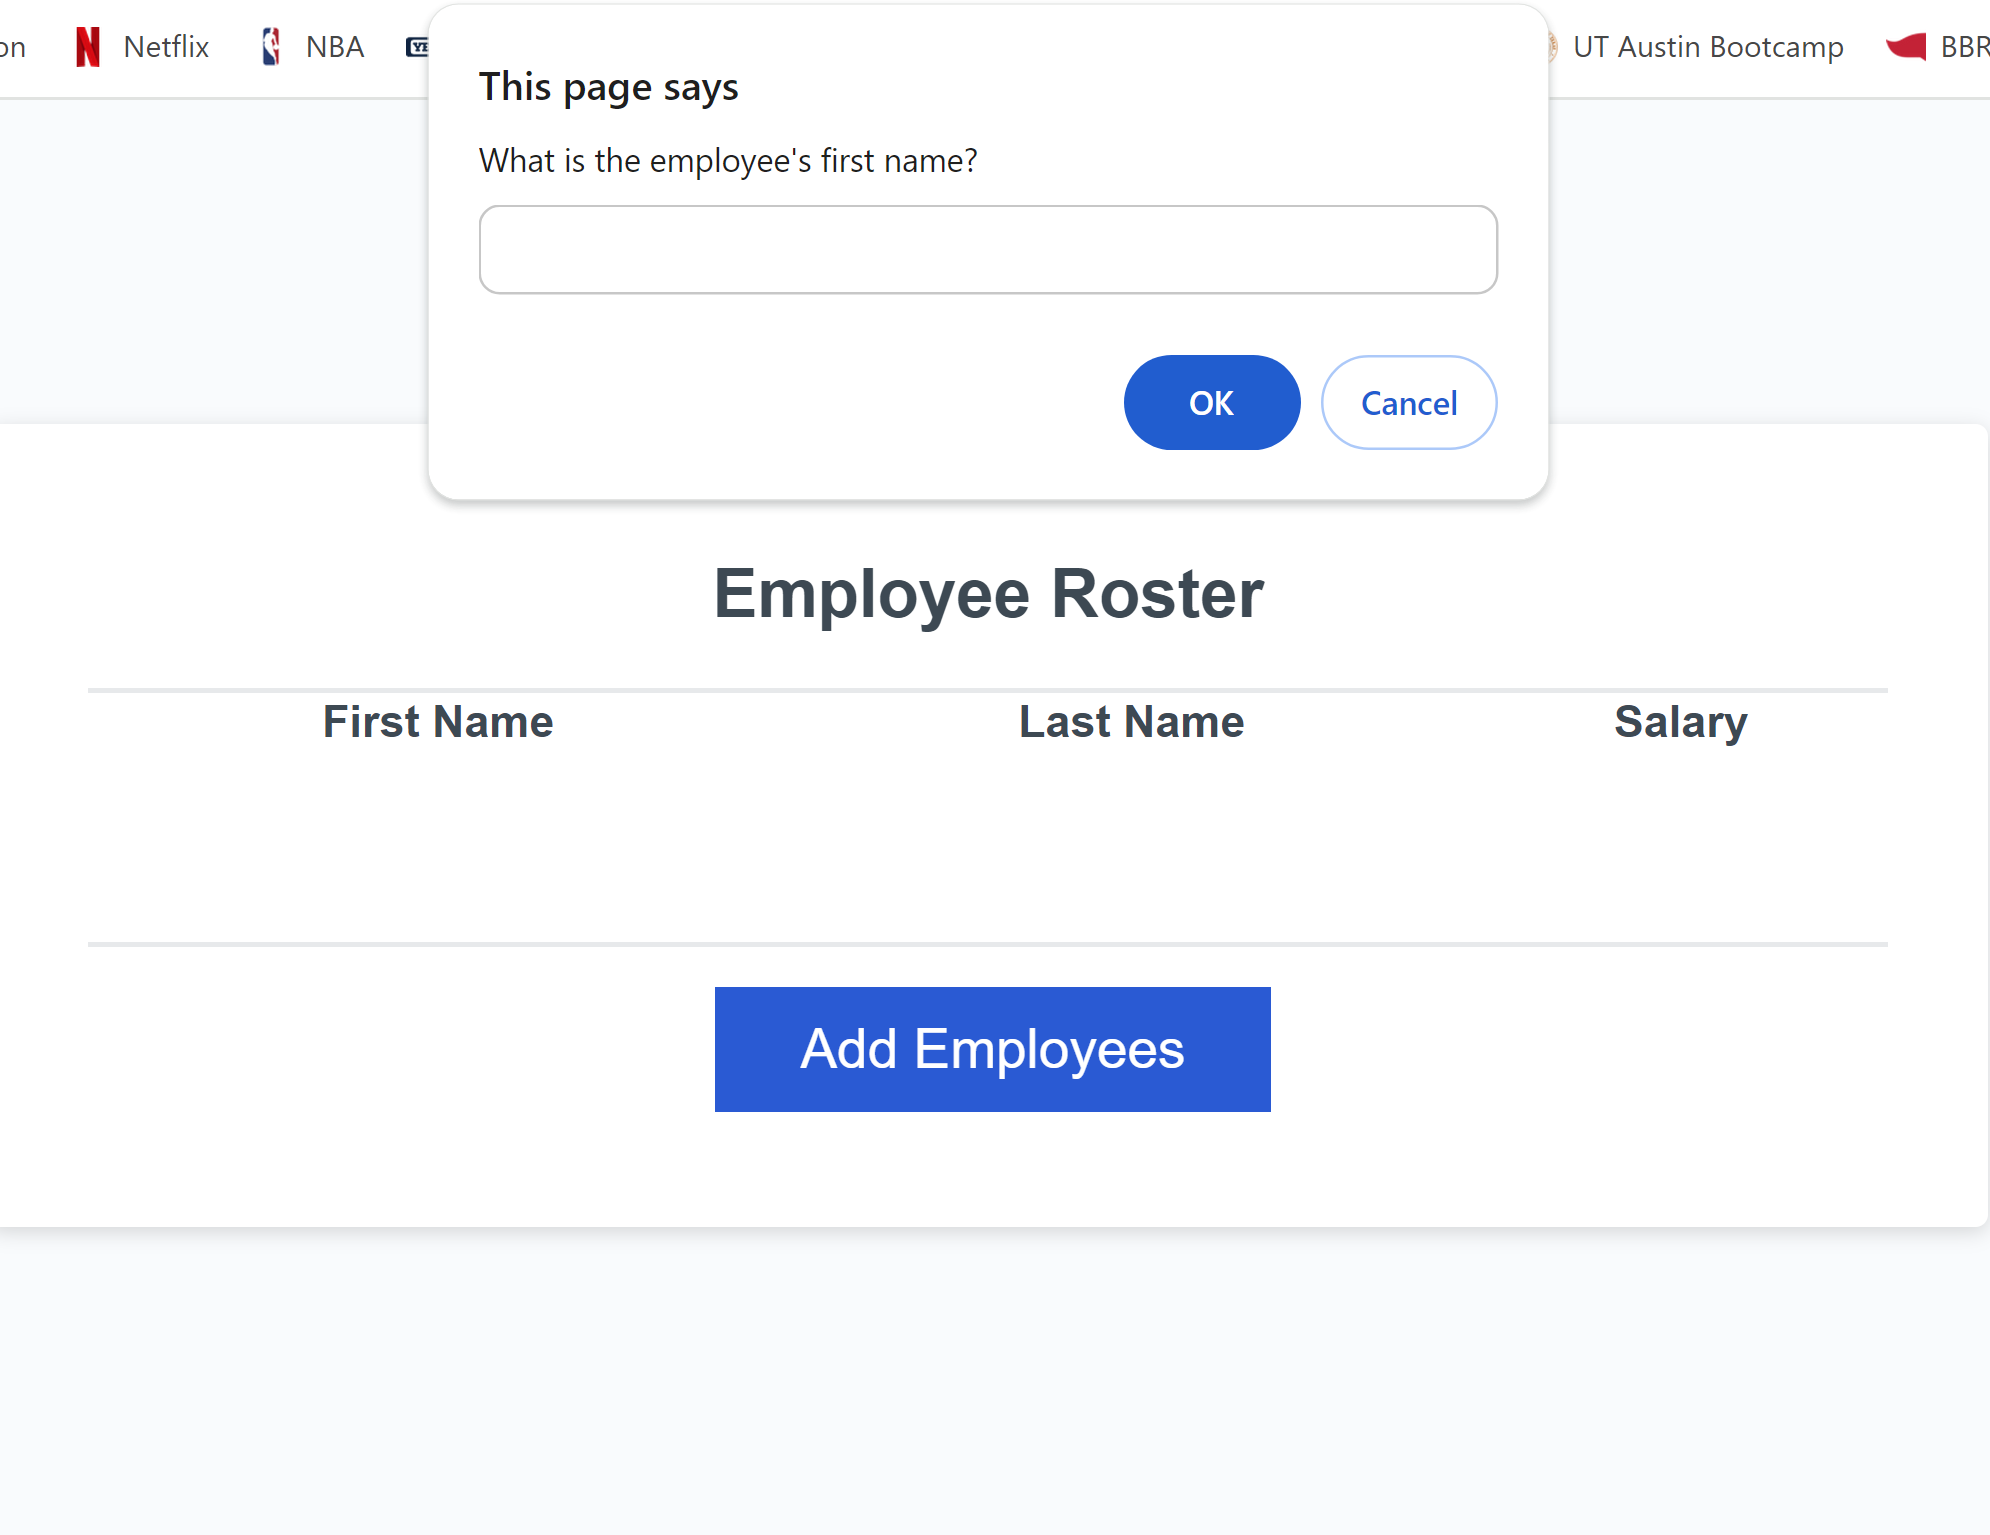 on Netflix NBA UT Austin Bootcamp BBR
This page says
What is the employee's first name?
OK Cancel
Employee Roster
First Name Last Name Salary
Add Employees